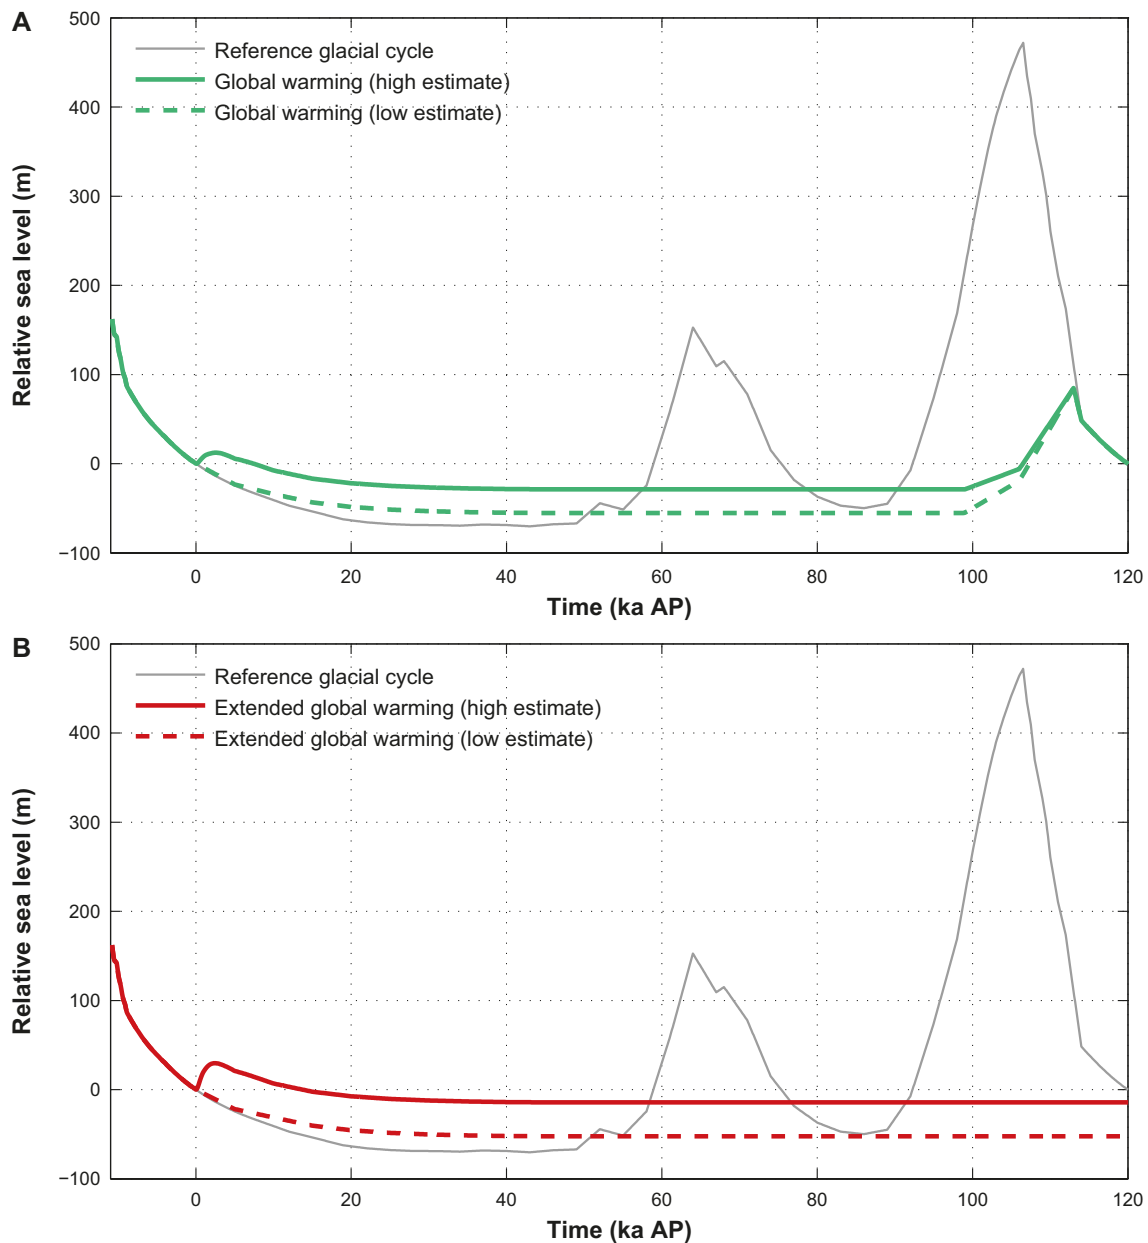 A
Reference glacial cycle
Global warming (high estimate)
Global warming (low estimate)
Relative sea level (m)
500
400
300
200
100
0
−100
0 20 40 60 80 100 120
Time (ka AP)
B
Reference glacial cycle
Extended global warming (high estimate)
Extended global warming (low estimate)
Relative sea level (m)
500
400
300
200
100
0
−100
0 20 40 60 80 100 120
Time (ka AP)